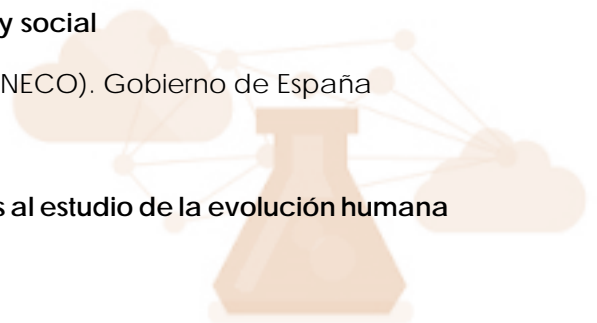 y social
NECO). Gobierno de España
s al estudio de la evolución humana